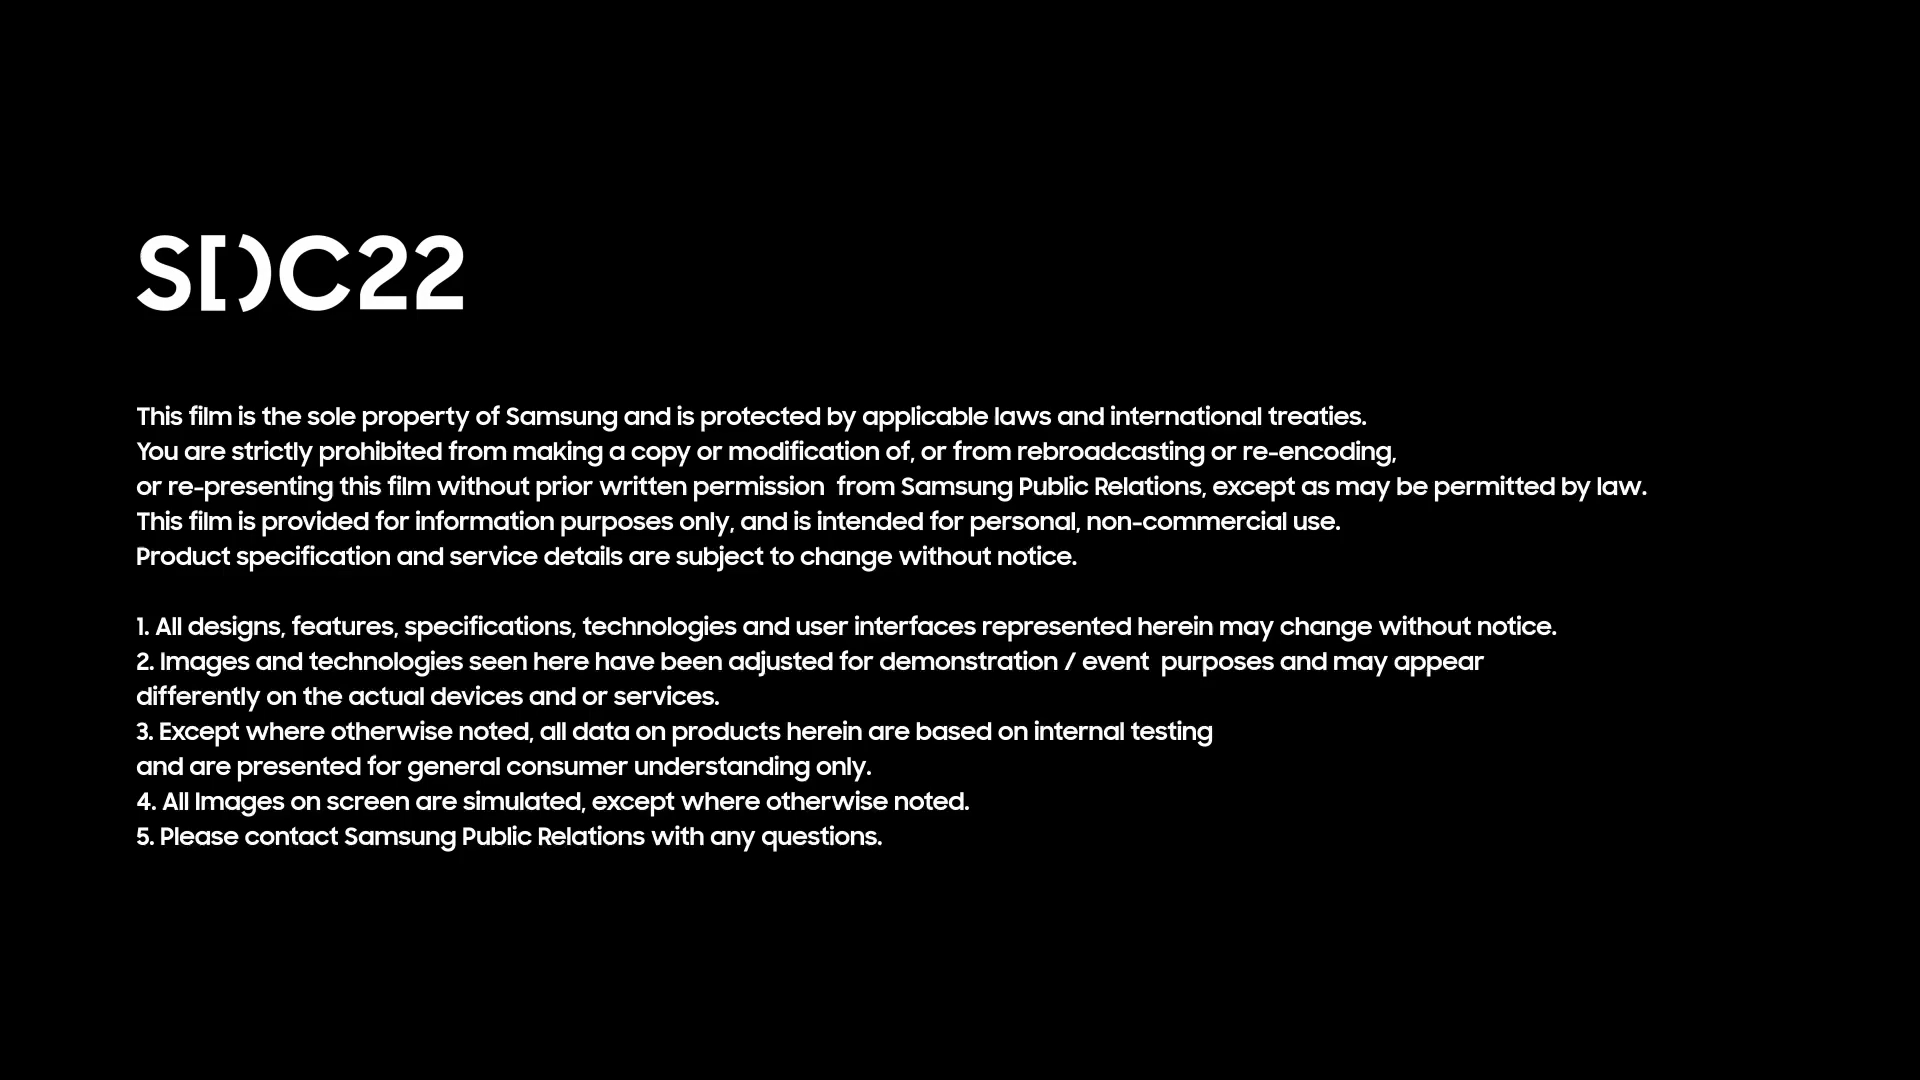 SDC22
This film is the sole property of Samsung and is protected by applicable laws and international treaties.
You are strictly prohibited from making a copy or modification of, or from rebroadcasting or re-encoding,
or re-presenting this film without prior written permission  from Samsung Public Relations, except as may be permitted by law.
This film is provided for information purposes only, and is intended for personal, non-commercial use.
Product specification and service details are subject to change without notice.
1. All designs, features, specifications, technologies and user interfaces represented herein may change without notice.
2. Images and technologies seen here have been adjusted for demonstration / event  purposes and may appear
differently on the actual devices and or services.
3. Except where otherwise noted, all data on products herein are based on internal testing
and are presented for general consumer understanding only.
4. All Images on screen are simulated, except where otherwise noted.
5. Please contact Samsung Public Relations with any questions.